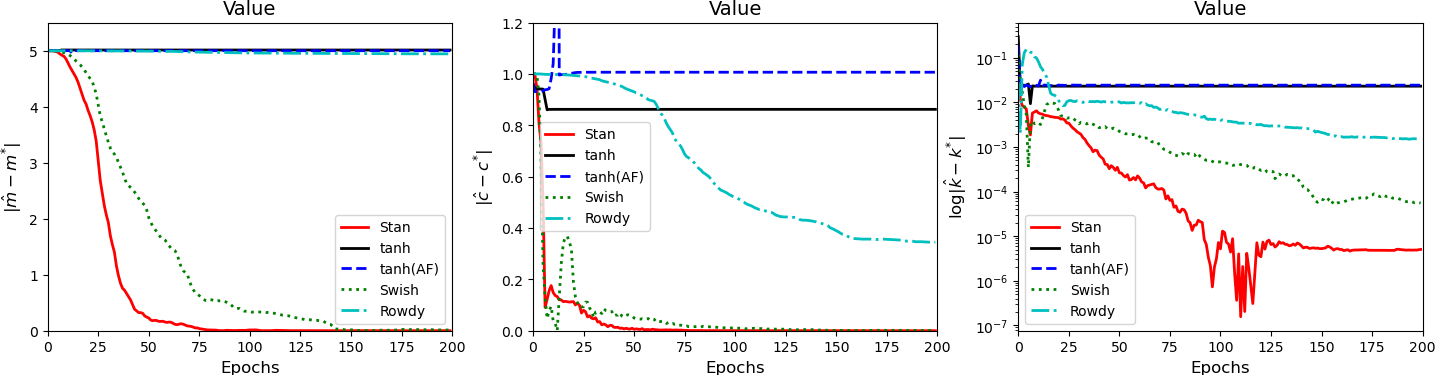 Value
|m̂ − m*|
5
4
3
2
1
0
Stan
tanh
tanh(AF)
Swish
Rowdy
0 25 50 75 100 125 150 175 200
Epochs
Value
|ĉ − c*|
1.2
1.0
0.8
0.6
0.4
0.2
0.0
Stan
tanh
tanh(AF)
Swish
Rowdy
0 25 50 75 100 125 150 175 200
Epochs
Value
log|k̂ − k*|
10⁻¹
10⁻²
10⁻³
10⁻⁴
10⁻⁵
10⁻⁶
10⁻⁷
Stan
tanh
tanh(AF)
Swish
Rowdy
0 25 50 75 100 125 150 175 200
Epochs